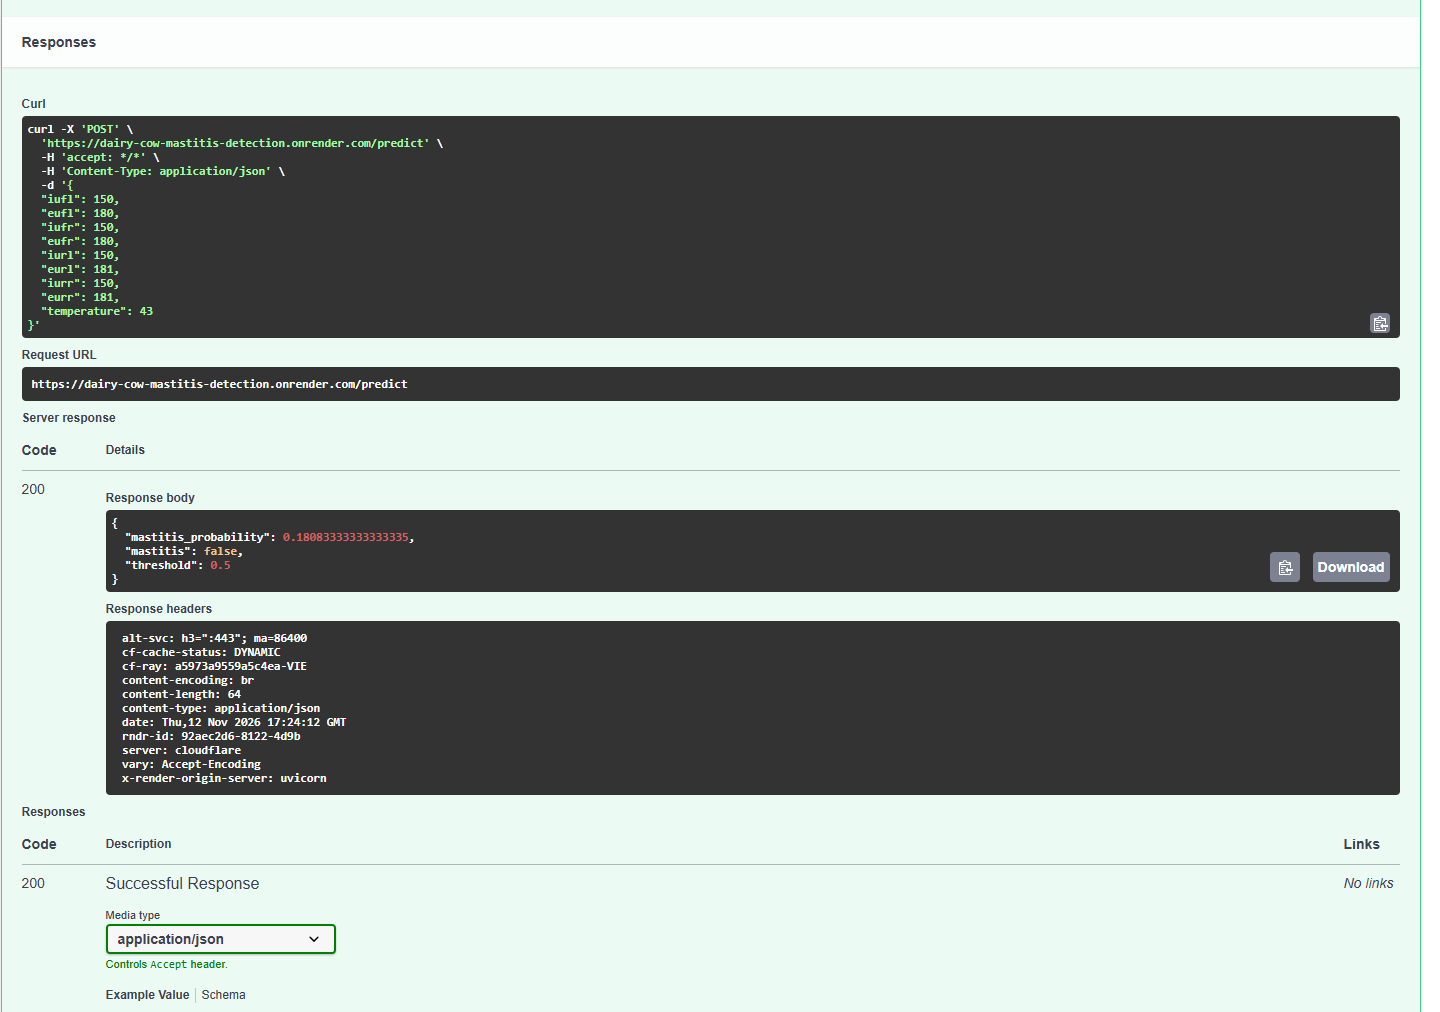 Responses
Curl
curl -X 'POST' \
'https://dairy-cow-mastitis-detection.onrender.com/predict' \
-H 'accept: */*' \
-H 'Content-Type: application/json' \
-d '{
"iufl": 150,
"eufl": 180,
"iufr": 150,
"eufr": 180,
"iurl": 150,
"eurl": 181,
"iurr": 150,
"eurr": 181,
"temperature": 43
}'
Request URL
https://dairy-cow-mastitis-detection.onrender.com/predict
Server response
Code Details
200
Response body
{
"mastitis_probability": 0.18083333333333335,
"mastitis": false,
"threshold": 0.5
}
Download
Response headers
alt-svc: h3=":443"; ma=86400
cf-cache-status: DYNAMIC
cf-ray: a5973a9559a5c4ea-VIE
content-encoding: br
content-length: 64
content-type: application/json
date: Thu,12 Nov 2026 17:24:12 GMT
rndr-id: 92aec2d6-8122-4d9b
server: cloudflare
vary: Accept-Encoding
x-render-origin-server: uvicorn
Responses
Code Description Links
200 Successful Response No links
Media type
application/json
Controls Accept header.
Example Value Schema